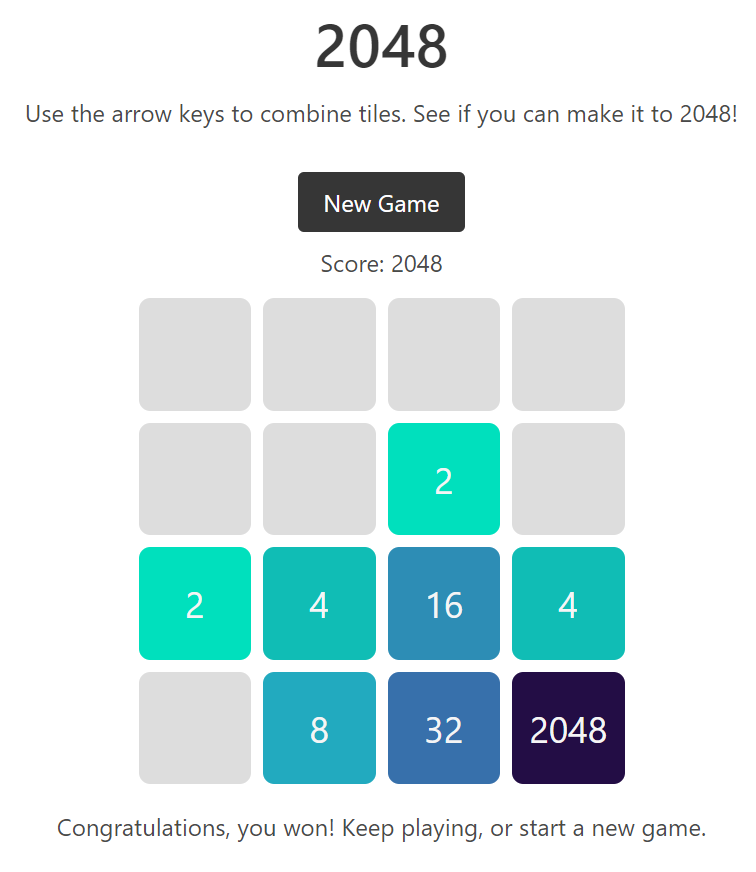 2048
Use the arrow keys to combine tiles. See if you can make it to 2048!
New Game
Score: 2048
2
2 4 16 4
8 32 2048
Congratulations, you won! Keep playing, or start a new game.